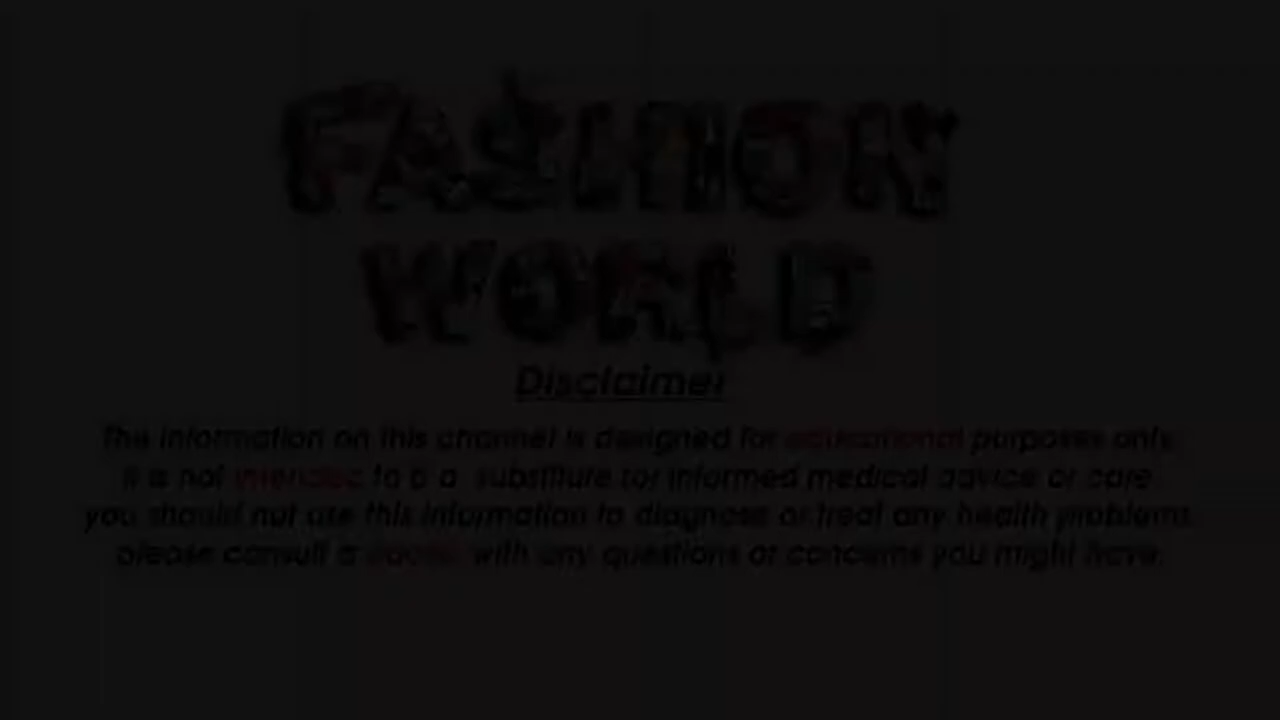 FASHION
WORLD
Disclaimer
The information on this channel is designed for educational purposes only.
it is not intended to b a substiture for informed medical advice or care.
you should not use this information to diagnose or treat any health problems.
please consult a doctor with any questions or concerns you might have.